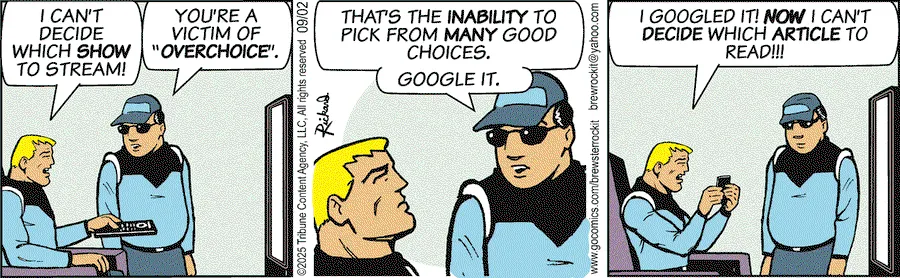 I CAN'T
DECIDE
WHICH SHOW
TO STREAM!
YOU'RE A
VICTIM OF
"OVERCHOICE".
©2025 Tribune Content Agency, LLC, All rights reserved 09/02
Rickard
THAT'S THE INABILITY TO
PICK FROM MANY GOOD
CHOICES.
GOOGLE IT.
www.gocomics.com/brewsterrockit brewrockit@yahoo.com
I GOOGLED IT! NOW I CAN'T
DECIDE WHICH ARTICLE TO
READ!!!